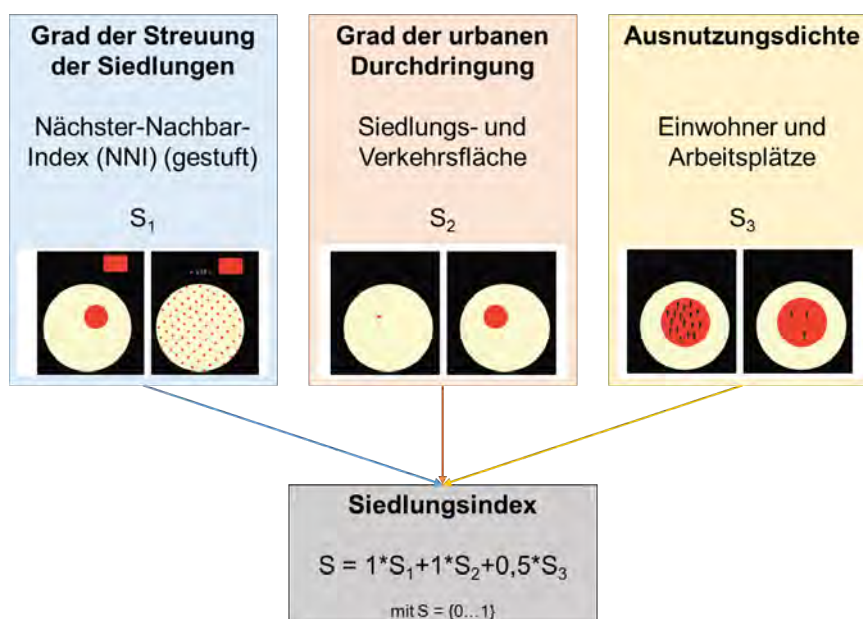 Grad der Streuung
der Siedlungen
Nächster-Nachbar-
Index (NNI) (gestuft)
S₁
Grad der urbanen
Durchdringung
Siedlungs- und
Verkehrsfläche
S₂
Ausnutzungsdichte
Einwohner und
Arbeitsplätze
S₃
Siedlungsindex
S = 1*S₁+1*S₂+0,5*S₃
mit S = {0...1}